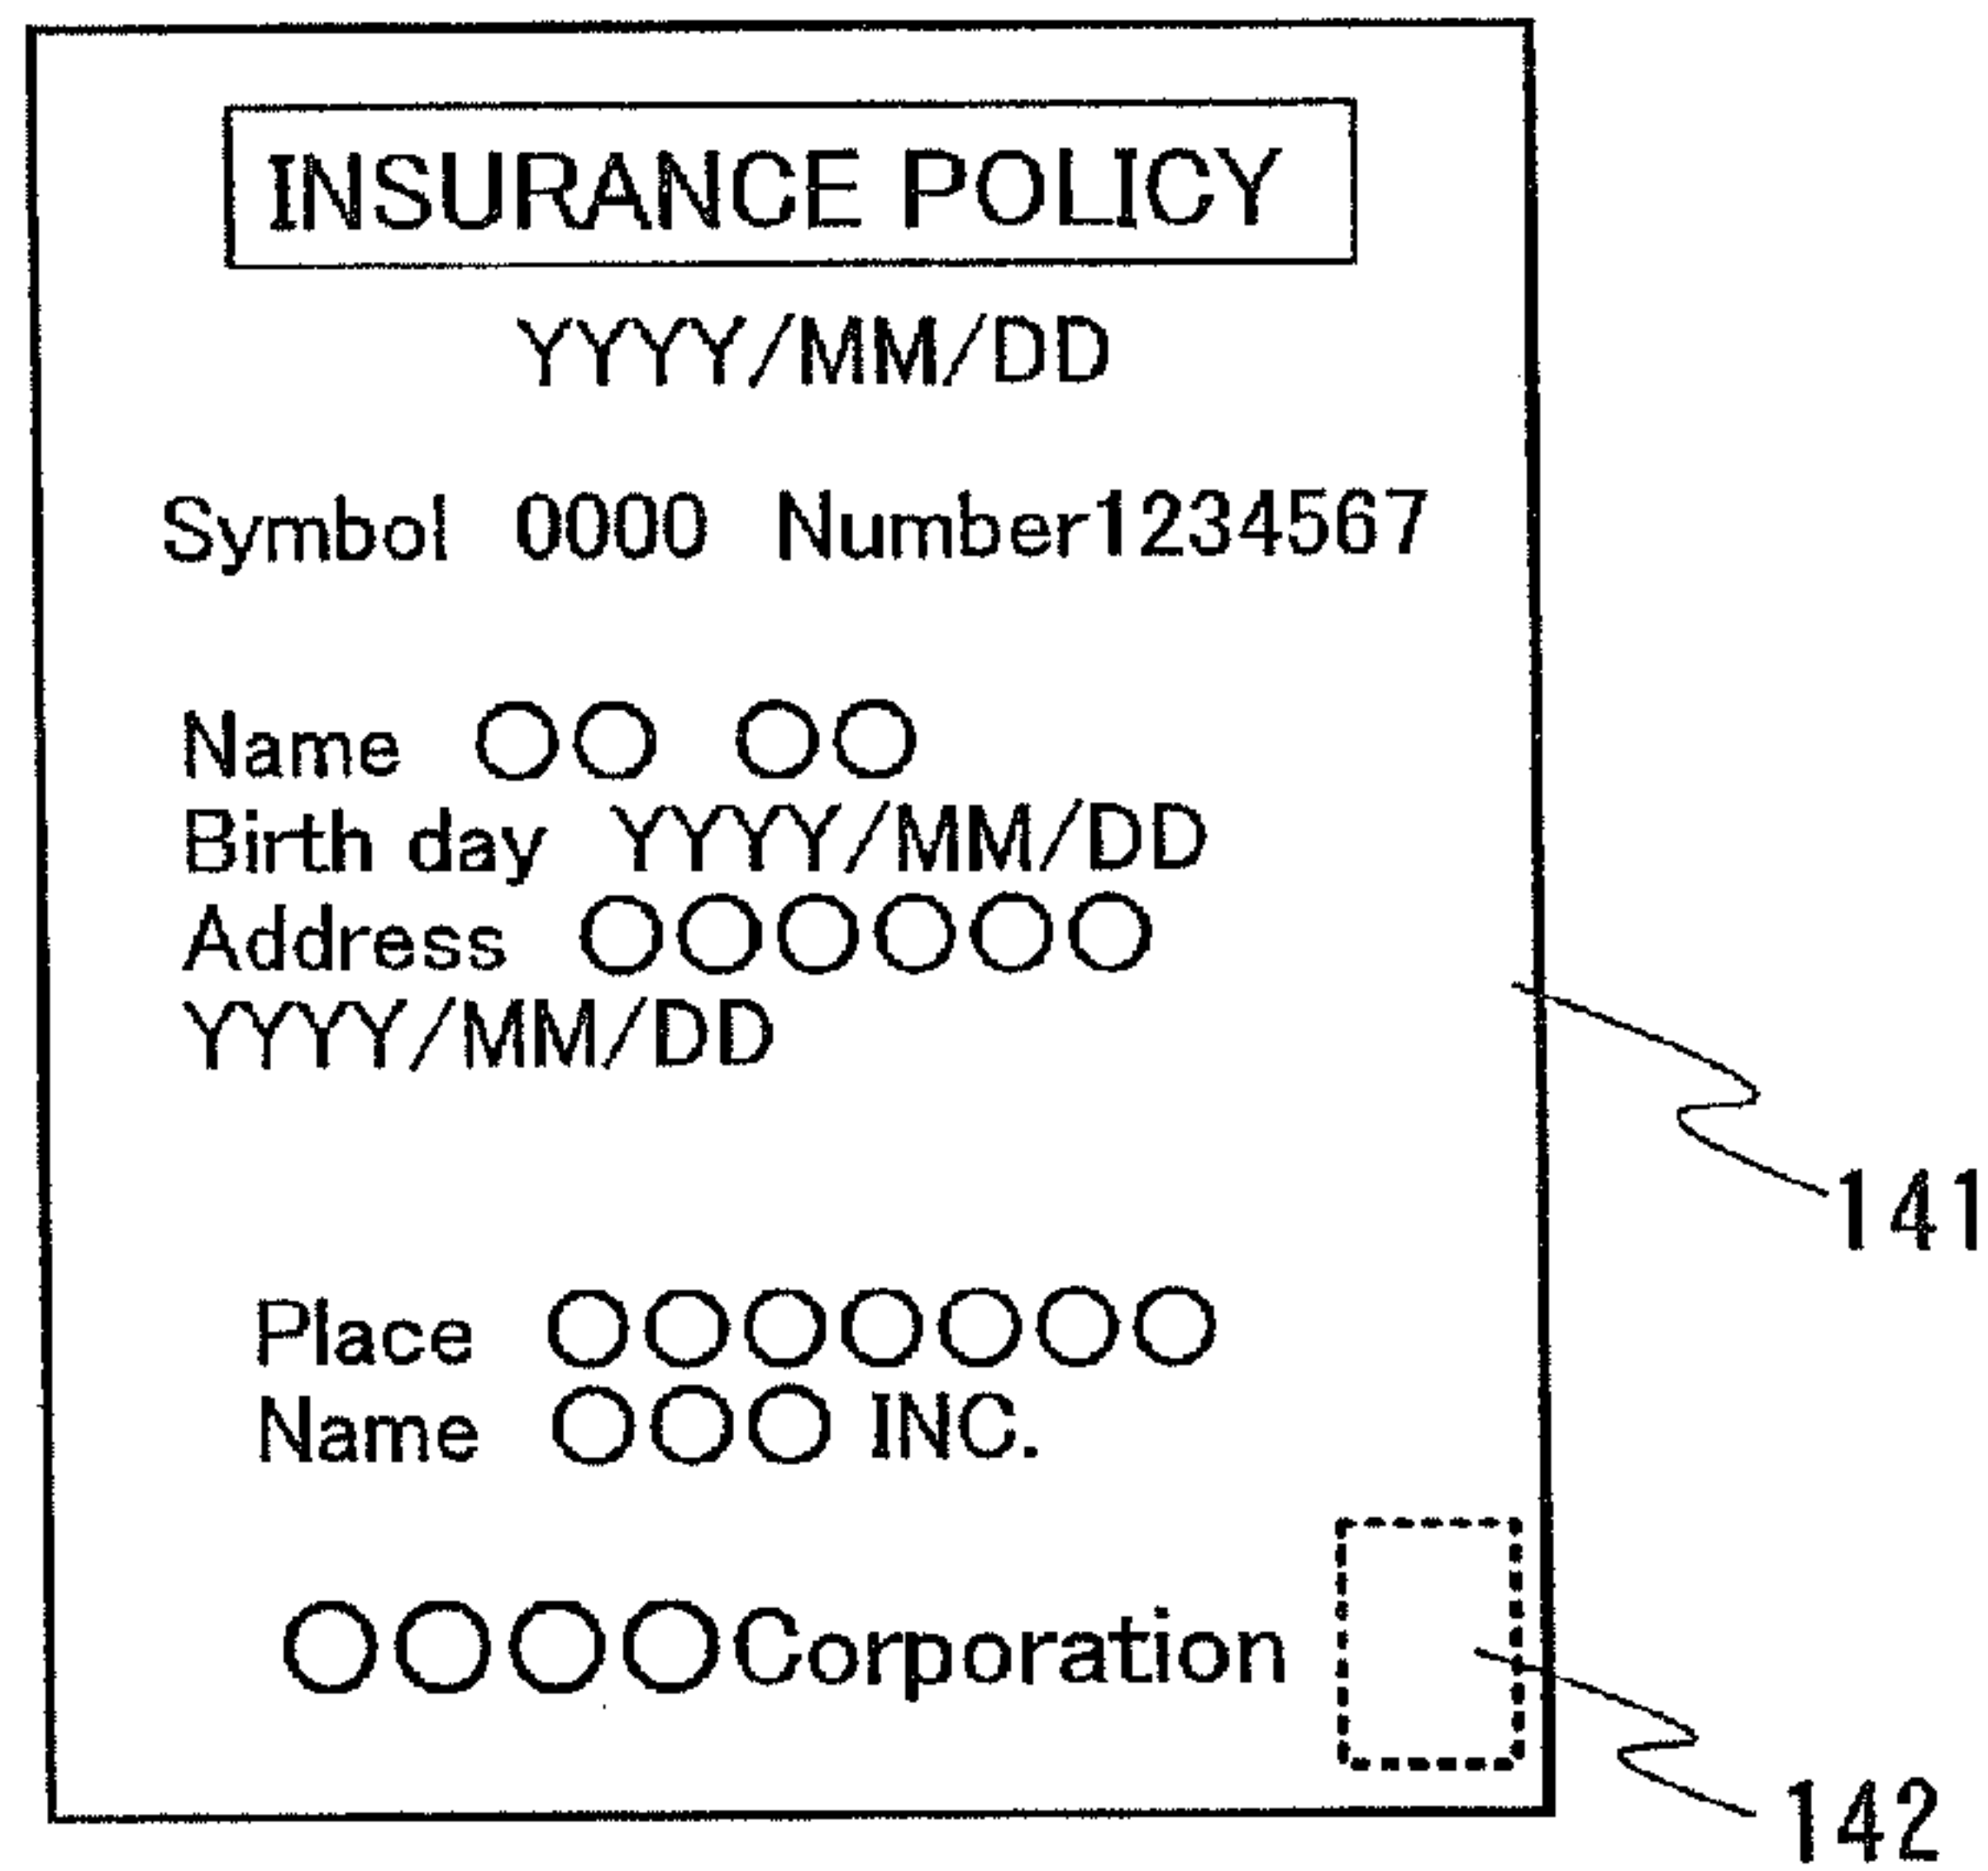 INSURANCE POLICY
YYYY/MM/DD
Symbol 0000 Number1234567
Name ○○ ○○
Birth day YYYY/MM/DD
Address ○○○○○○
YYYY/MM/DD
141
Place ○○○○○○○
Name ○○○ INC.
○○○○Corporation
142